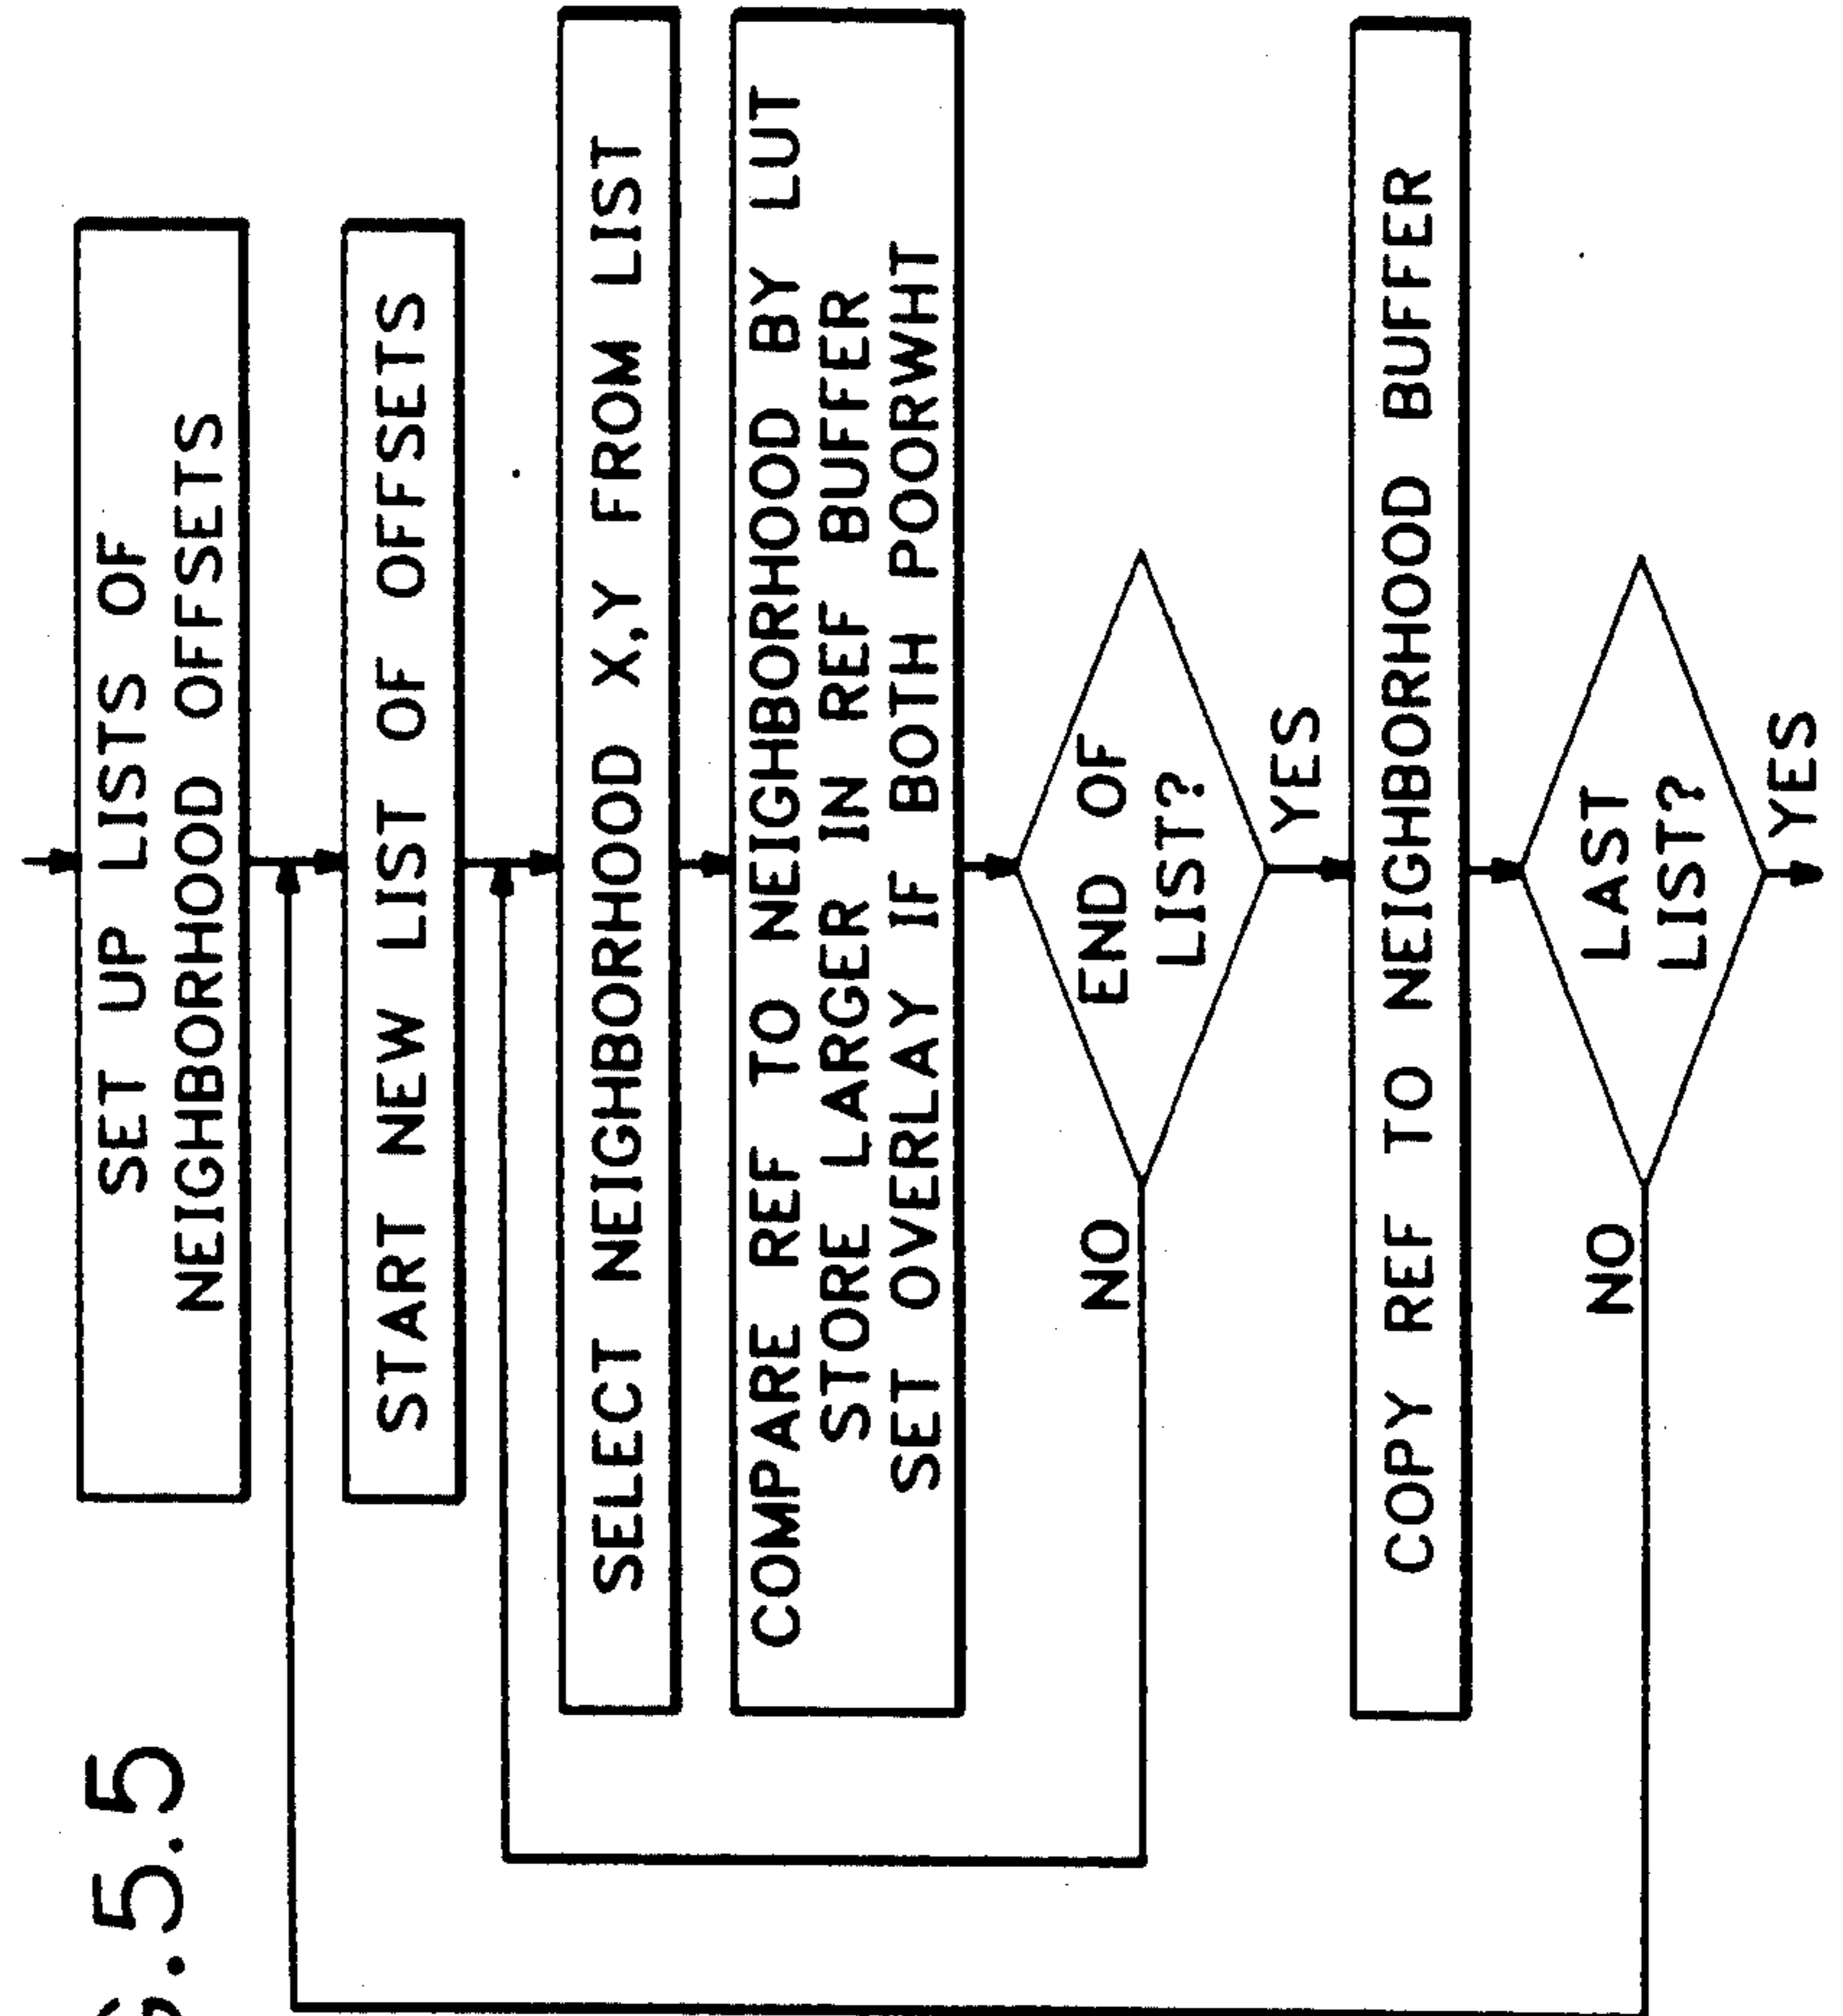 G.5.5
SET UP LISTS OF
NEIGHBORHOOD OFFSETS
START NEW LIST OF OFFSETS
SELECT NEIGHBORHOOD X,Y FROM LIST
COMPARE REF TO NEIGHBORHOOD BY LUT
STORE LARGER IN REF BUFFER
SET OVERLAY IF BOTH POORWHT
END OF
LIST?
NO
YES
COPY REF TO NEIGHBORHOOD BUFFER
LAST
LIST?
NO
YES